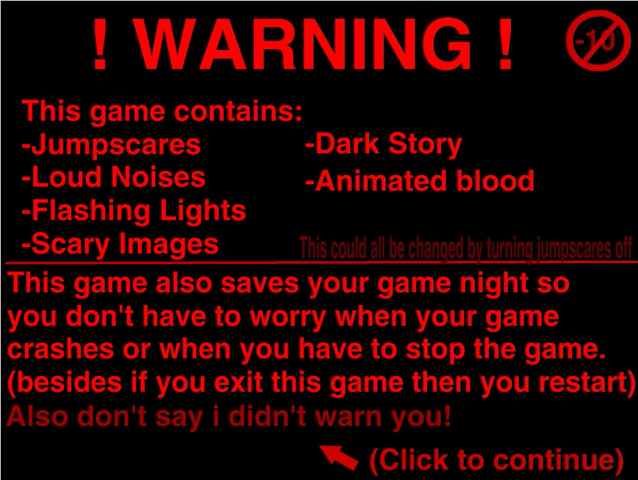 ! WARNING !
-10
This game contains:
-Jumpscares
-Loud Noises
-Flashing Lights
-Scary Images
-Dark Story
-Animated blood
This could all be changed by turning jumpscares off
This game also saves your game night so
you don't have to worry when your game
crashes or when you have to stop the game.
(besides if you exit this game then you restart)
Also don't say i didn't warn you!
(Click to continue)